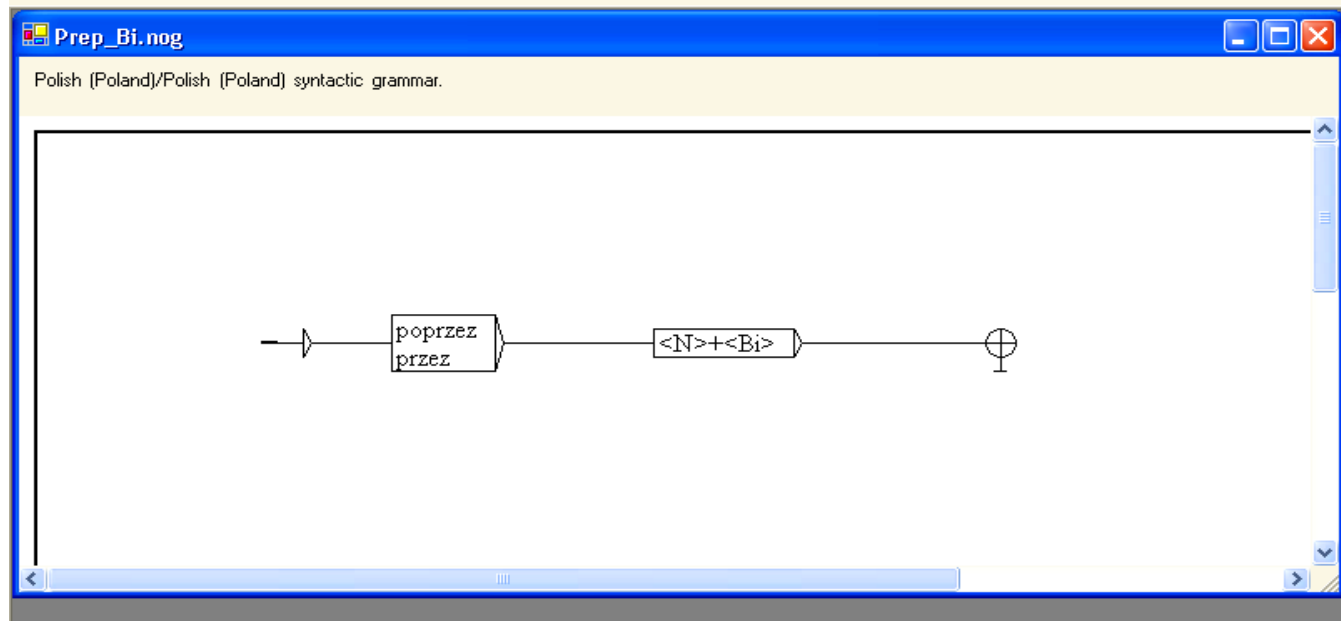 Prep_Bi.nog
Polish (Poland)/Polish (Poland) syntactic grammar.
poprzez
przez
<N>+<Bi>